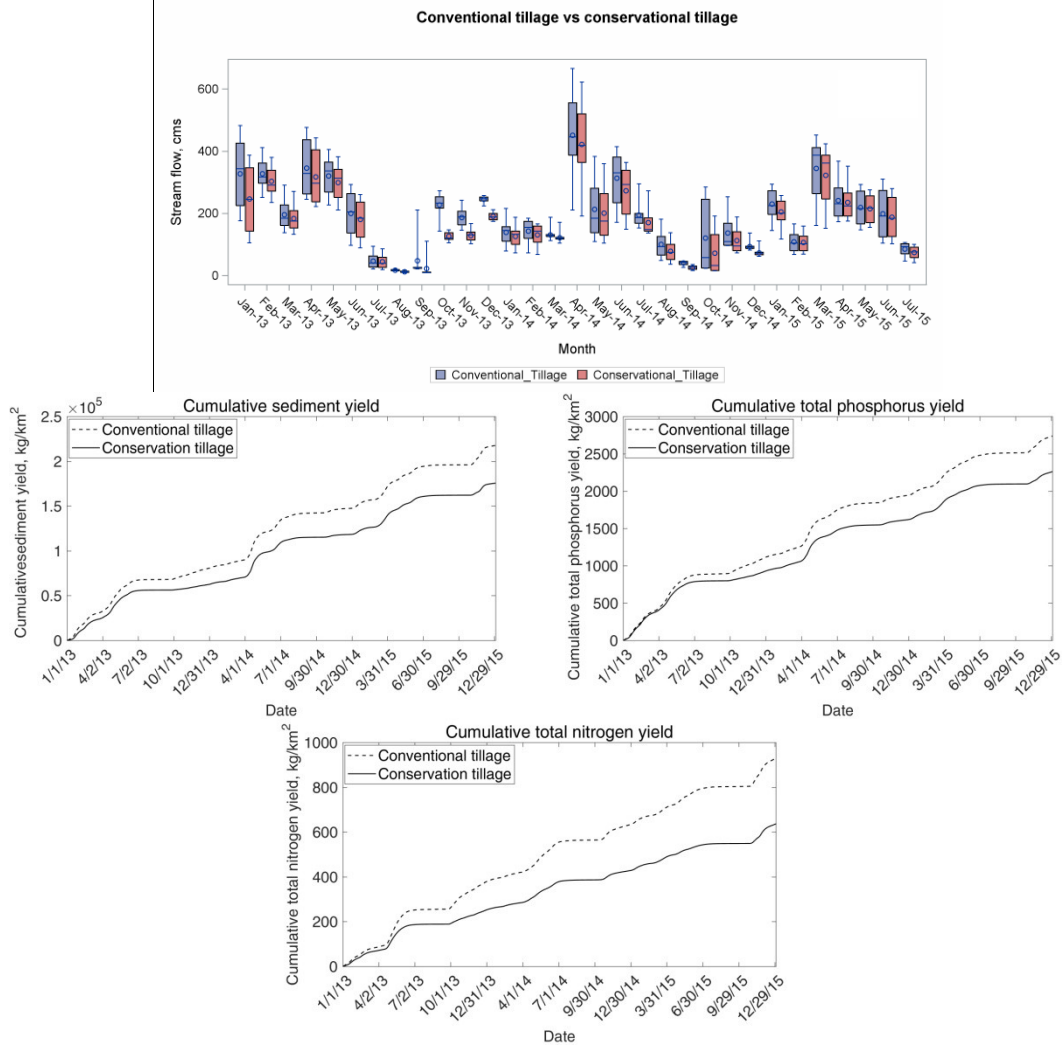 Conventional tillage vs conservational tillage
600
400
200
0
Stream flow, cms
Jan-13 Feb-13 Mar-13 Apr-13 May-13 Jun-13 Jul-13 Aug-13 Sep-13 Oct-13 Nov-13 Dec-13 Jan-14 Feb-14 Mar-14 Apr-14 May-14 Jun-14 Jul-14 Aug-14 Sep-14 Oct-14 Nov-14 Dec-14 Jan-15 Feb-15 Mar-15 Apr-15 May-15 Jun-15 Jul-15
Month
Conventional_Tillage Conservational_Tillage
Cumulative sediment yield
×10⁵
2.5
2
1.5
1
0.5
0
Cumulativesediment yield, kg/km²
Conventional tillage
Conservation tillage
1/1/13 4/2/13 7/2/13 10/1/13 12/31/13 4/1/14 7/1/14 9/30/14 12/30/14 3/31/15 6/30/15 9/29/15 12/29/15
Date
Cumulative total phosphorus yield
3000
2500
2000
1500
1000
500
0
Cumulative total phosphorus yield, kg/km²
Conventional tillage
Conservation tillage
1/1/13 4/2/13 7/2/13 10/1/13 12/31/13 4/1/14 7/1/14 9/30/14 12/30/14 3/31/15 6/30/15 9/29/15 12/29/15
Date
Cumulative total nitrogen yield
1000
800
600
400
200
0
Cumulative total nitrogen yield, kg/km²
Conventional tillage
Conservation tillage
1/1/13 4/2/13 7/2/13 10/1/13 12/31/13 4/1/14 7/1/14 9/30/14 12/30/14 3/31/15 6/30/15 9/29/15 12/29/15
Date